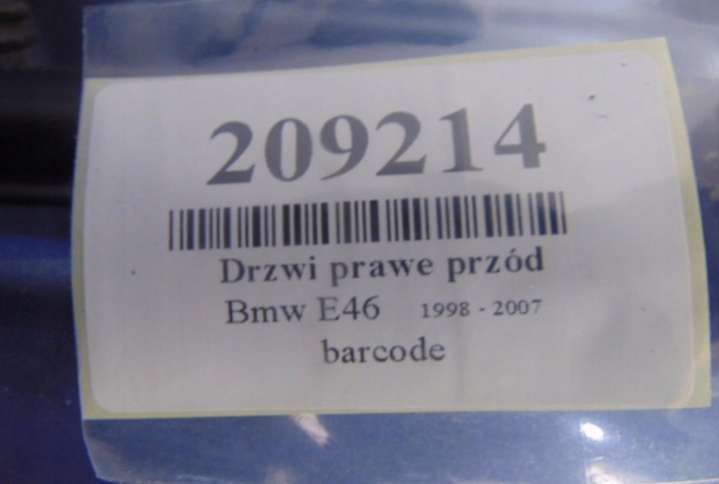 209214
Drzwi prawe przód
Bmw E46 1998 - 2007
barcode